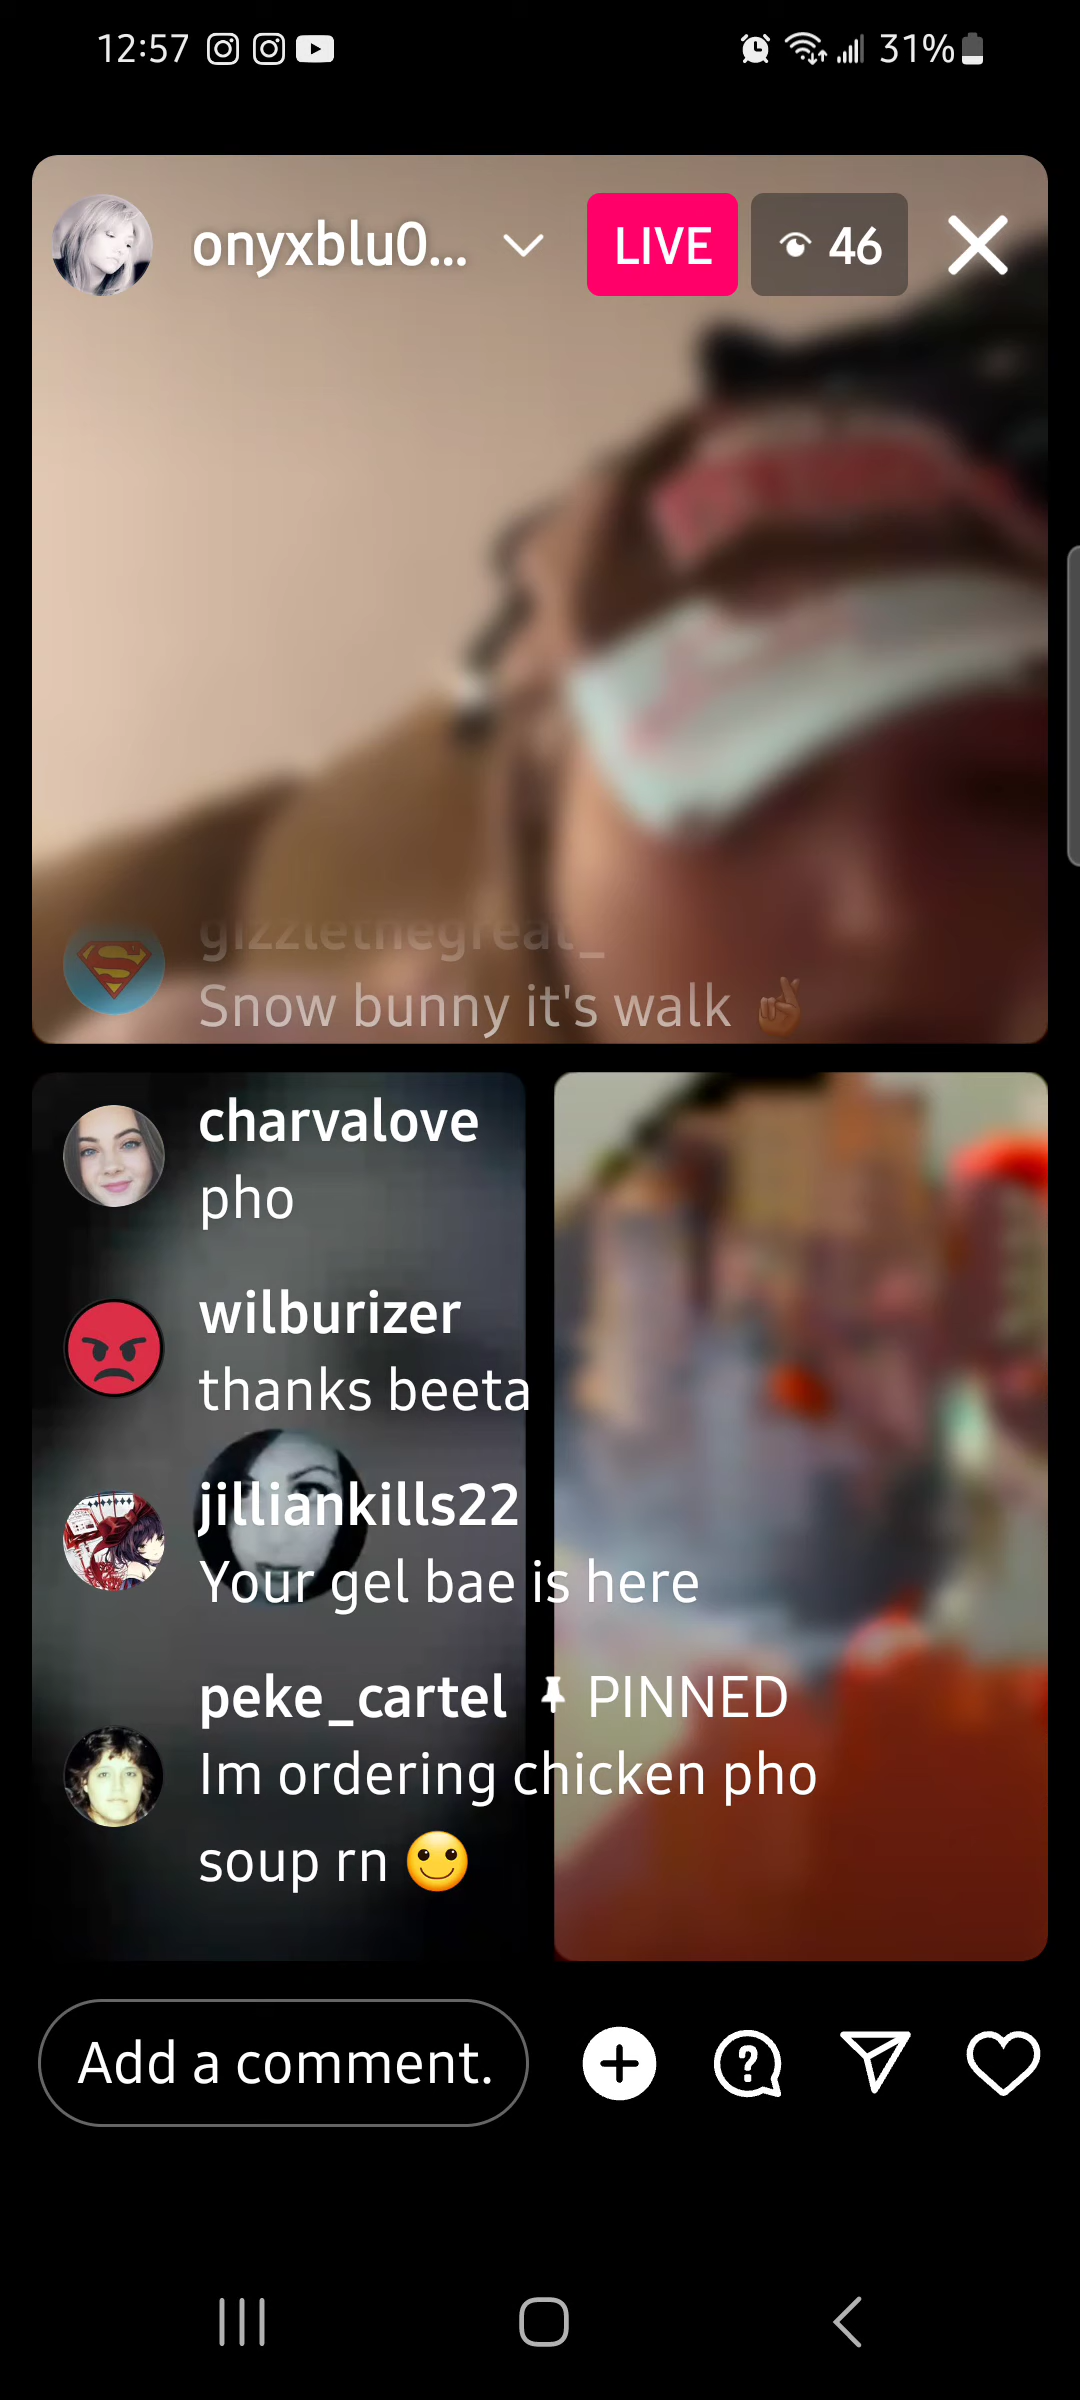 12:57 31%
onyxblu0... LIVE 46
gizzlethegreat_
Snow bunny it's walk 🤞🏾
charvalove
pho
wilburizer
thanks beeta
jilliankills22
Your gel bae is here
peke_cartel PINNED
Im ordering chicken pho
soup rn 🙂
Add a comment.